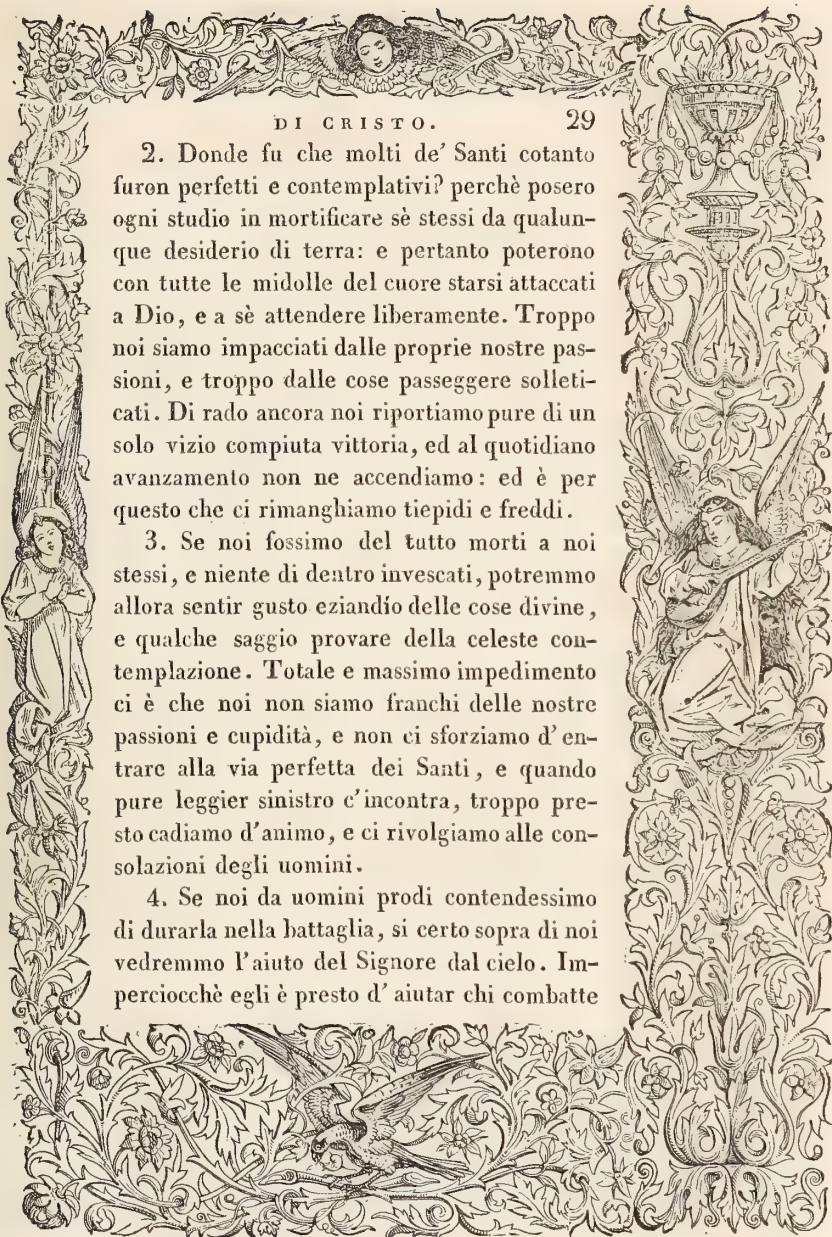 DI CRISTO. 29
2. Donde fu che molti de' Santi cotanto
furon perfetti e contemplativi? perchè posero
ogni studio in mortificare sè stessi da qualun-
que desiderio di terra: e pertanto poterono
con tutte le midolle del cuore starsi attaccati
a Dio, e a sè attendere liberamente. Troppo
noi siamo impacciati dalle proprie nostre pas-
sioni, e troppo dalle cose passeggere solleti-
cati. Di rado ancora noi riportiamo pure di un
solo vizio compiuta vittoria, ed al quotidiano
avanzamento non ne accendiamo: ed è per
questo che ci rimanghiamo tiepidi e freddi.
3. Se noi fossimo del tutto morti a noi
stessi, e niente di dentro invescati, potremmo
allora sentir gusto eziandío delle cose divine,
e qualche saggio provare della celeste con-
templazione. Totale e massimo impedimento
ci è che noi non siamo franchi delle nostre
passioni e cupidità, e non ci sforziamo d'en-
trare alla via perfetta dei Santi, e quando
pure leggier sinistro c'incontra, troppo pre-
sto cadiamo d'animo, e ci rivolgiamo alle con-
solazioni degli uomini.
4. Se noi da uomini prodi contendessimo
di durarla nella battaglia, si certo sopra di noi
vedremmo l'aiuto del Signore dal cielo. Im-
perciocchè egli è presto d'aiutar chi combatte